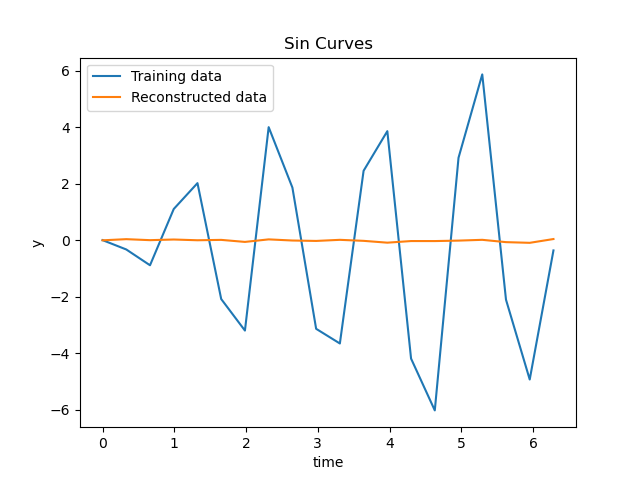 Sin Curves
Training data
Reconstructed data
y
6
4
2
0
−2
−4
−6
0 1 2 3 4 5 6
time